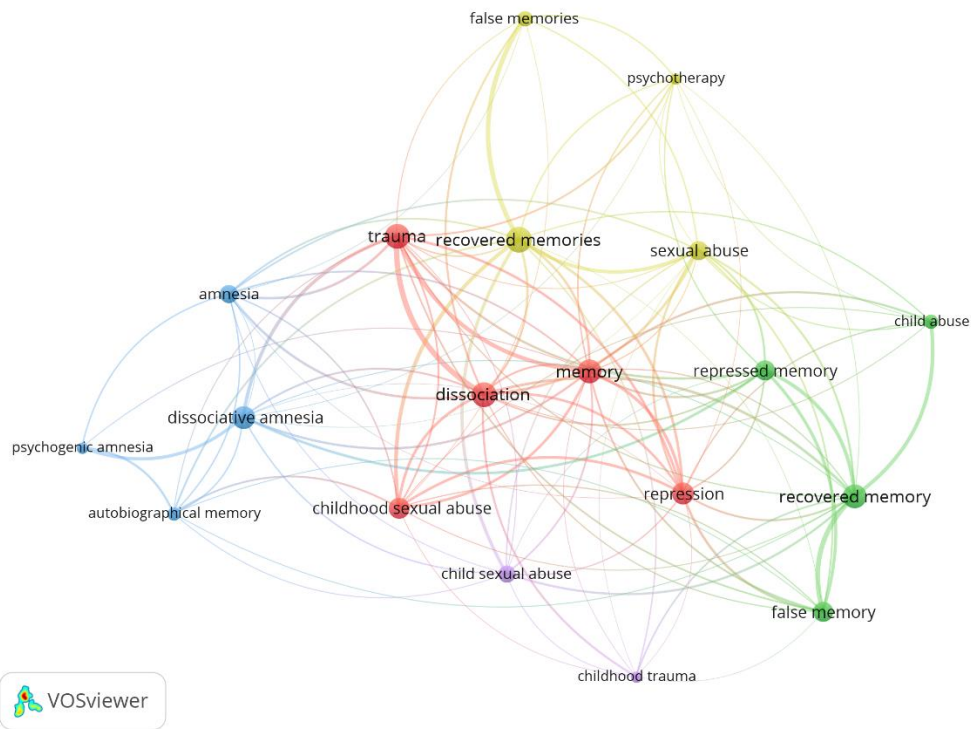 false memories
psychotherapy
trauma
recovered memories
sexual abuse
amnesia
child abuse
memory
repressed memory
dissociation
dissociative amnesia
psychogenic amnesia
repression
recovered memory
childhood sexual abuse
autobiographical memory
child sexual abuse
false memory
childhood trauma
VOSviewer